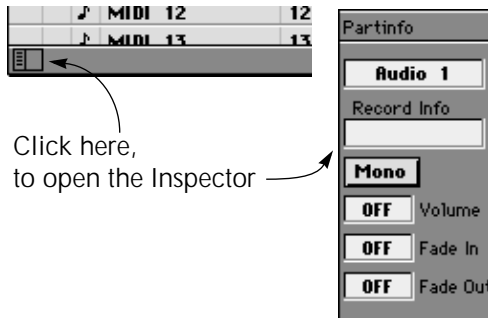 ♪ MIDI 12 12
♪ MIDI 13 13
Click here,
to open the Inspector
Partinfo
Audio 1
Record Info
Mono
OFF Volume
OFF Fade In
OFF Fade Out